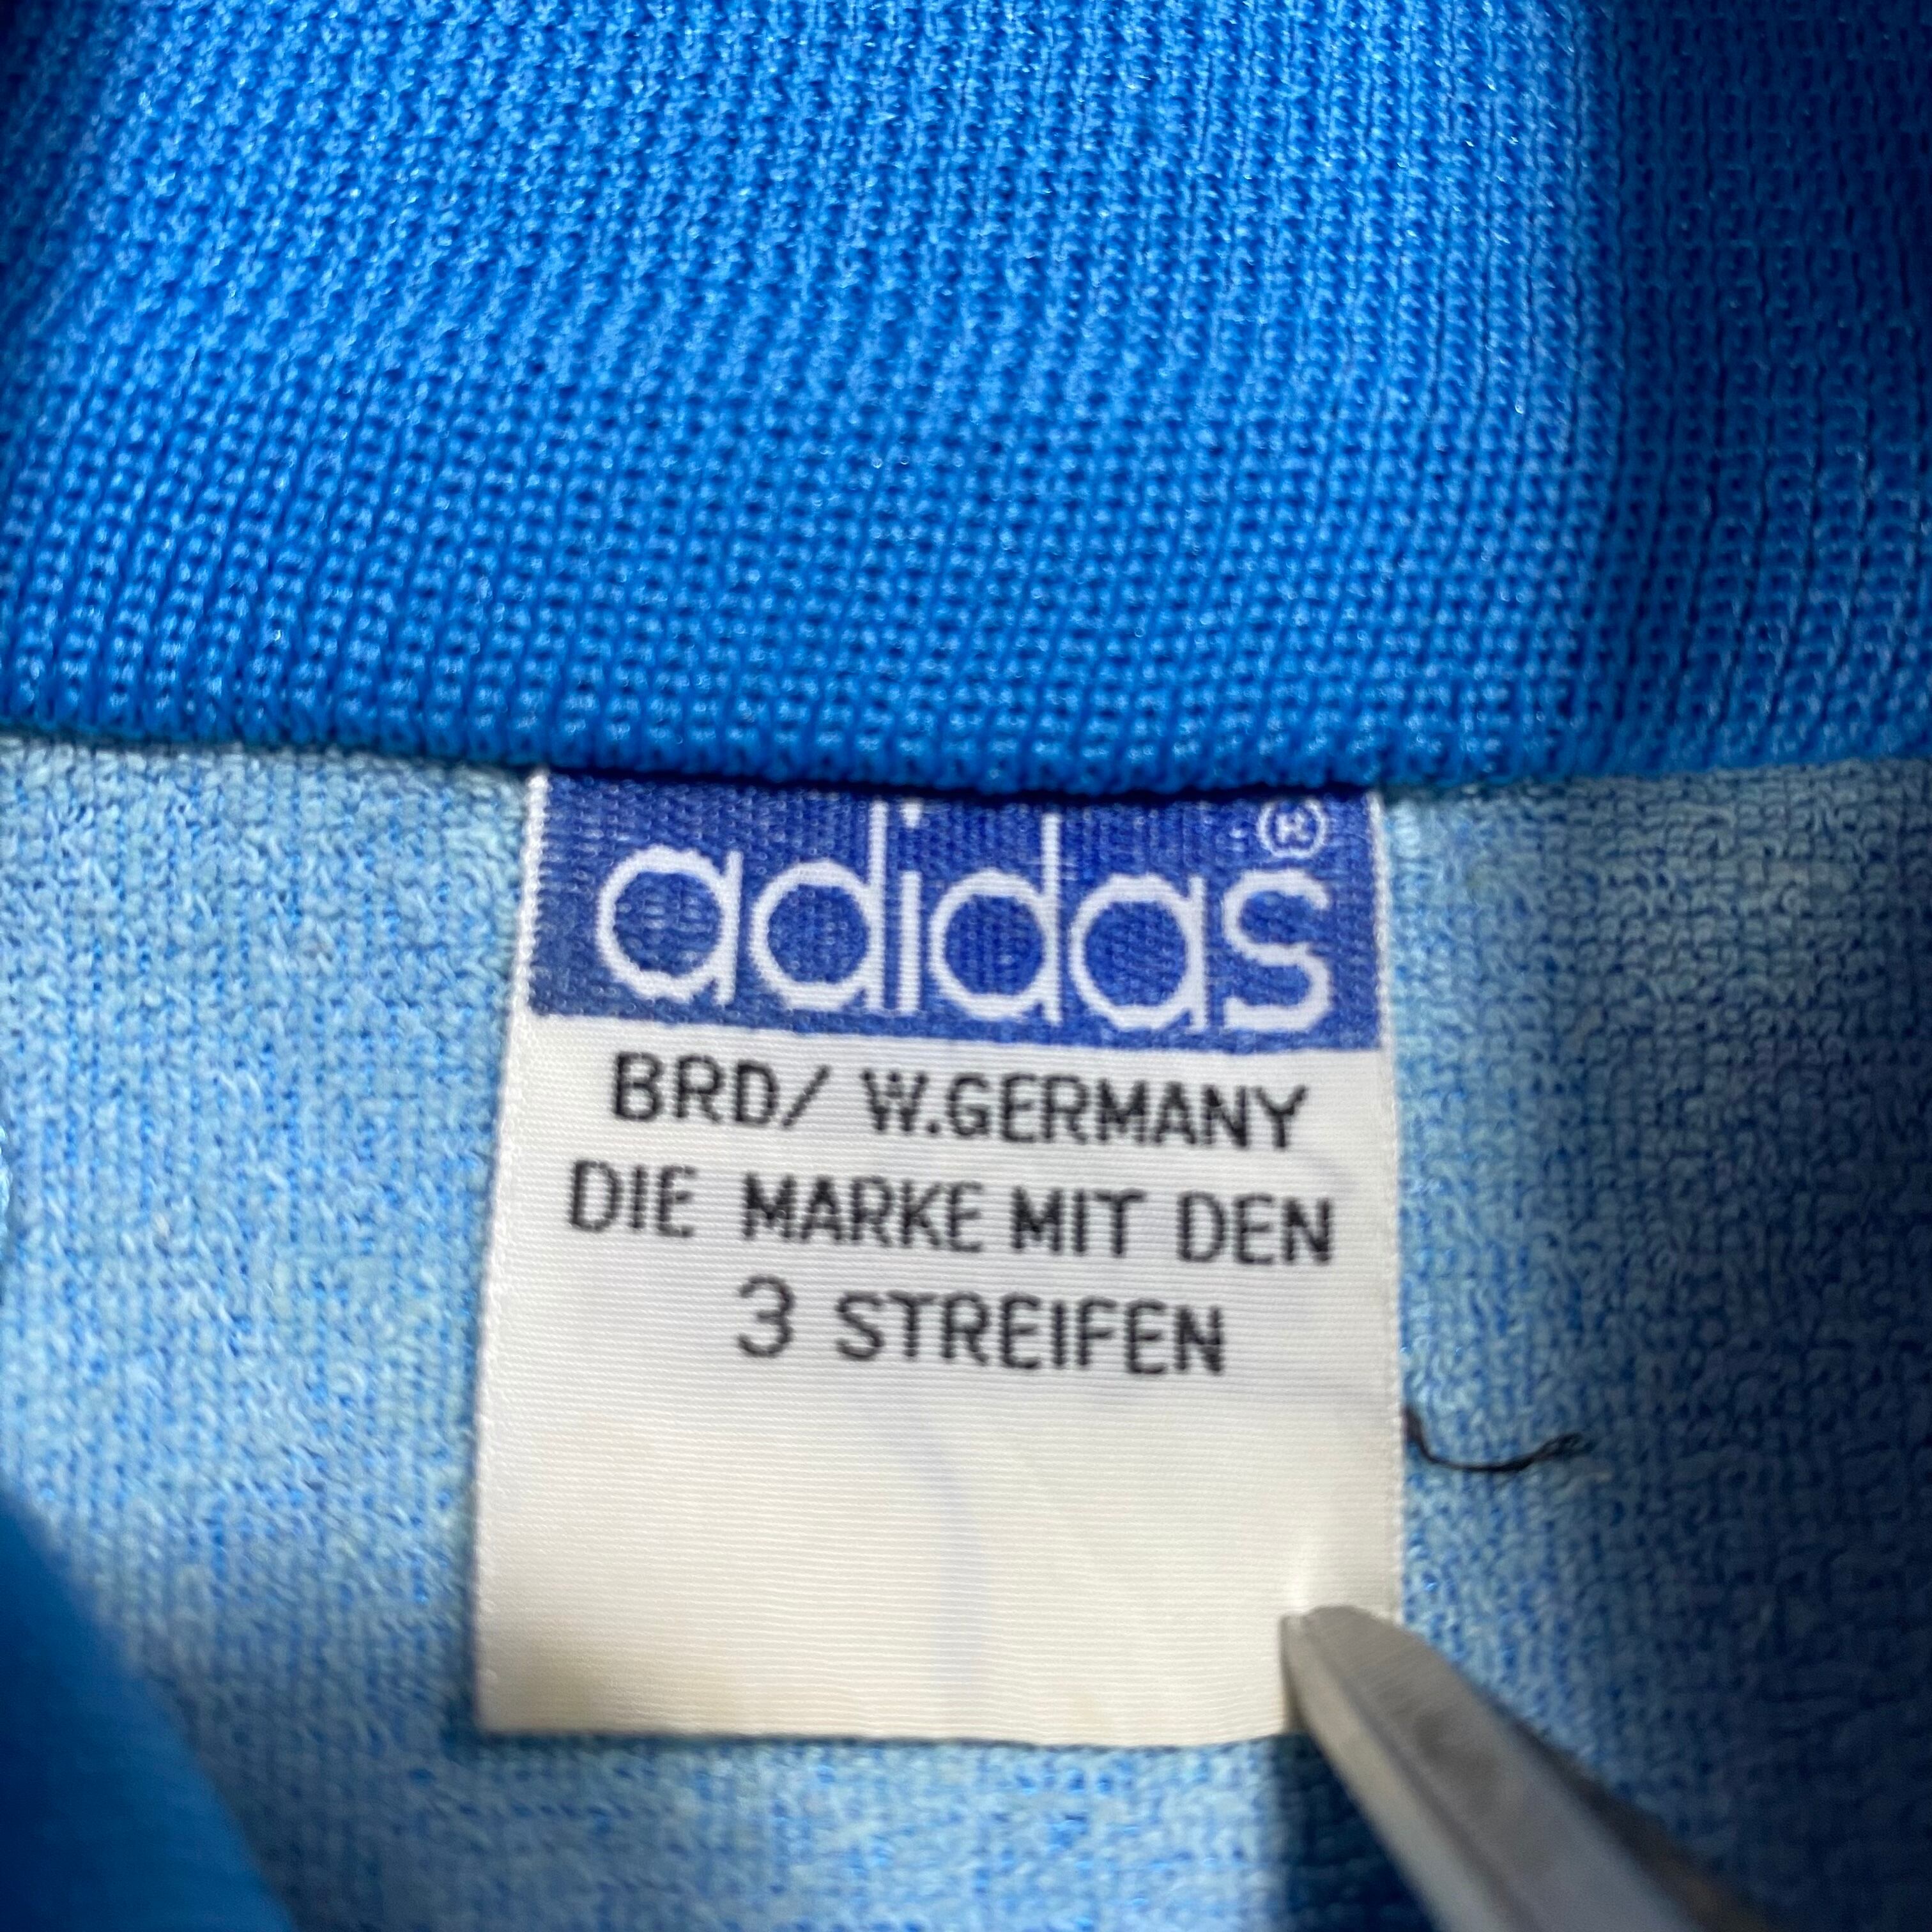 adidas®
BRD/ W.GERMANY
DIE MARKE MIT DEN
3 STREIFEN